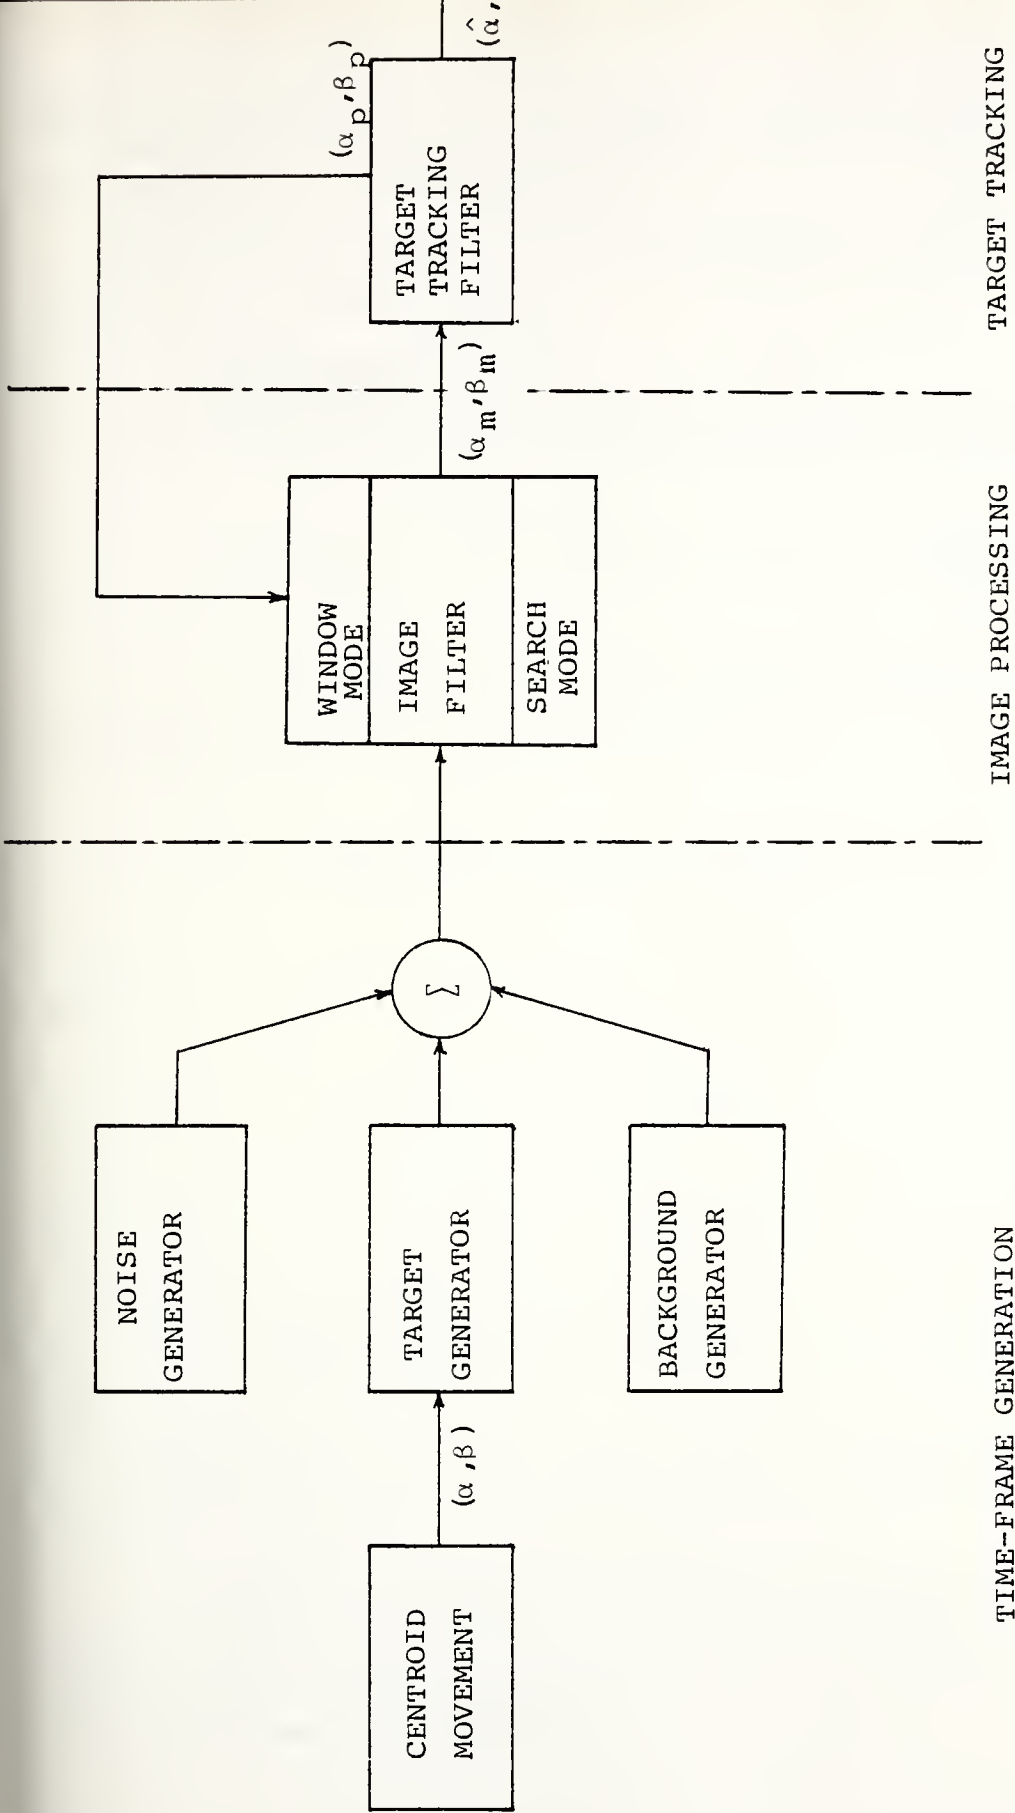 NOISE
GENERATOR
CENTROID
MOVEMENT
(α,β)
TARGET
GENERATOR
BACKGROUND
GENERATOR
Σ
WINDOW
MODE
IMAGE
FILTER
SEARCH
MODE
(αm,βm)
(αp,βp)
TARGET
TRACKING
FILTER
(α̂,
TIME-FRAME GENERATION
IMAGE PROCESSING
TARGET TRACKING